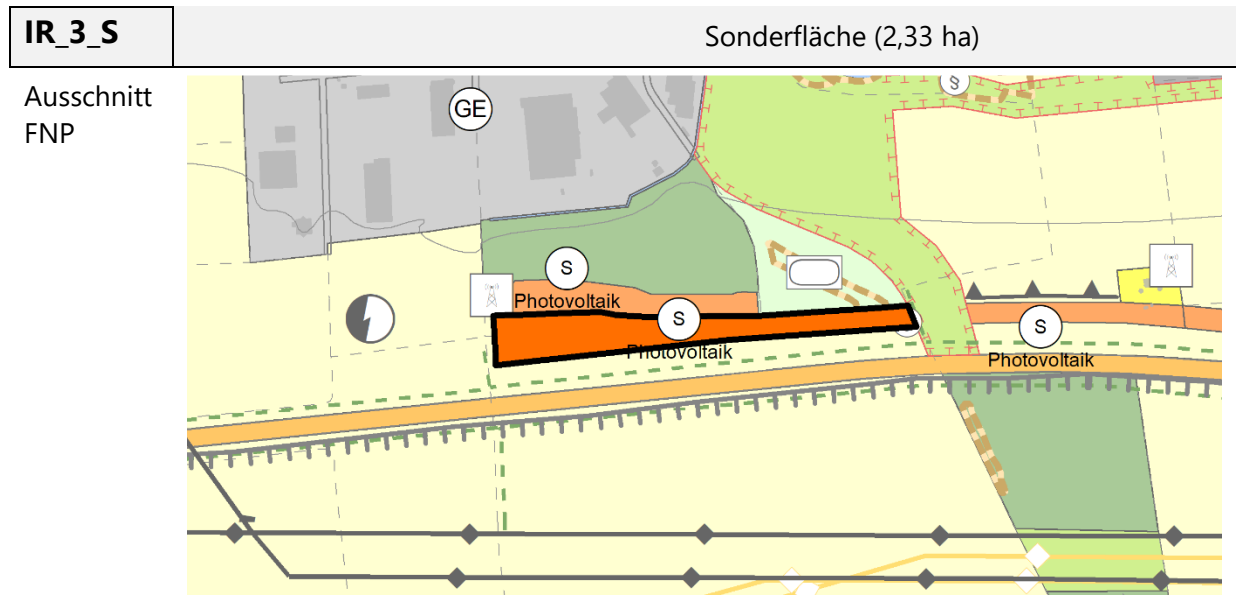 IR_3_S
Sonderfläche (2,33 ha)
Ausschnitt
FNP
§
GE
S
Photovoltaik
S
Photovoltaik
S
Photovoltaik